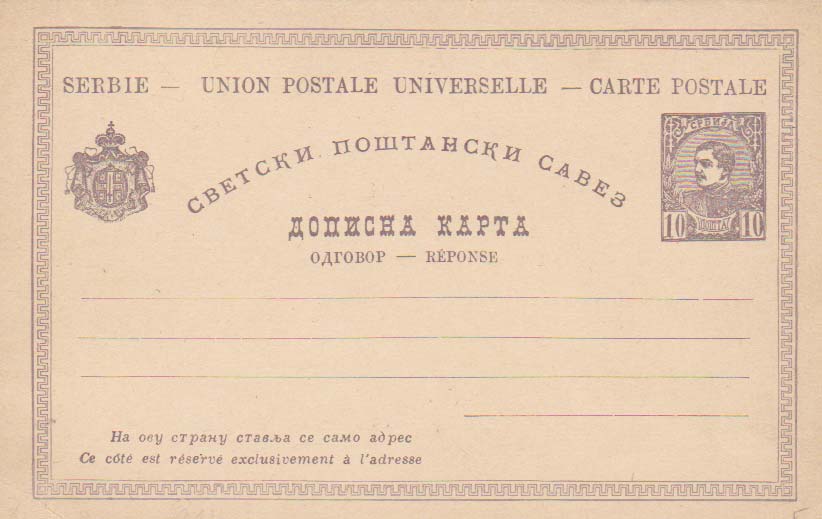 SERBIE — UNION POSTALE UNIVERSELLE — CARTE POSTALE
СРБИЈА
СВЕТСКИ ПОШТАНСКИ САВЕЗ
10 ПОШТА 10
ДОПИСНА КАРТА
ОДГОВОР — RÉPONSE
На ову страну ставља се само адрес
Ce côté est réservé exclusivement à l'adresse